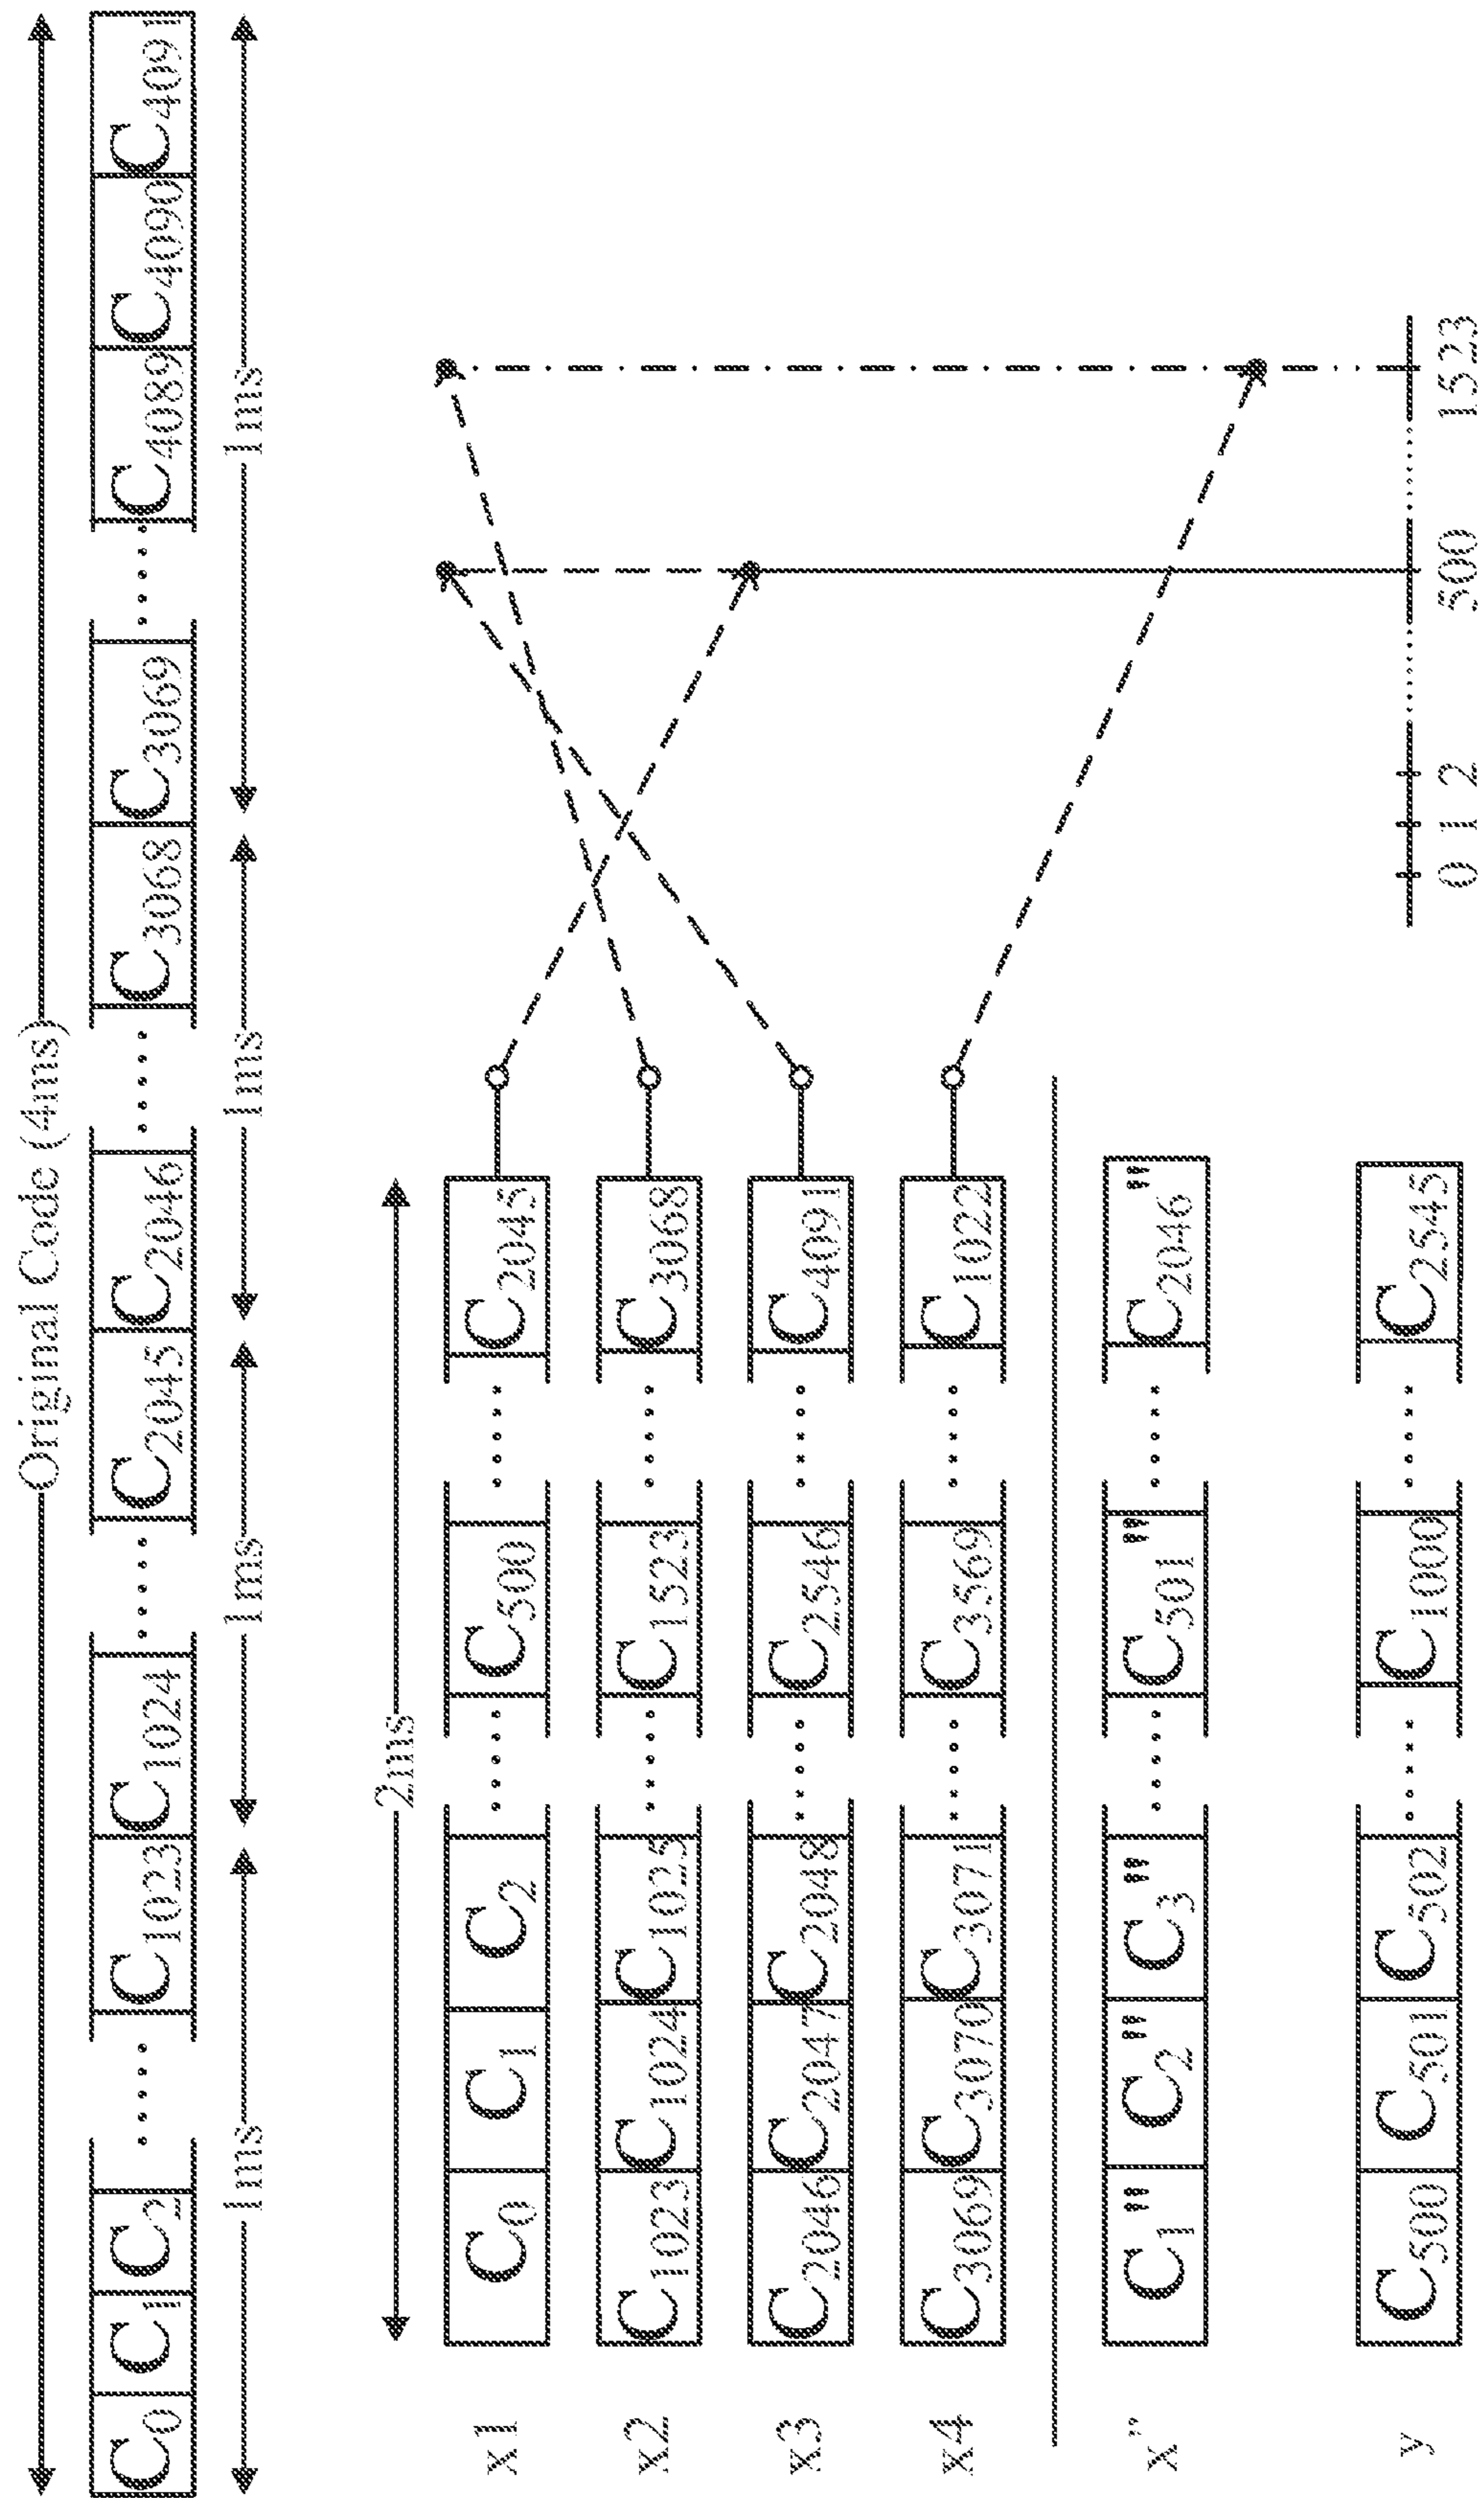 Original Code (4ms)
C0 C1 C2 ..... C1023 C1024 ..... C2045 C2046 ..... C3068 C3069 ..... C4089 C4090 C4091
1ms 1ms 1ms 1ms
2ms
x1 C0 C1 C2 ..... C500 ..... C2045
x2 C1023 C1024 C1025 ..... C1523 ..... C3068
x3 C2046 C2047 C2048 ..... C2546 ..... C4091
x4 C3069 C3070 C3071 ..... C3569 ..... C1022
x" C1" C2" C3" ..... C501" ..... C2046"
y C500 C501 C502 ..... C1000 ..... C2545
0 1 2 500 1523